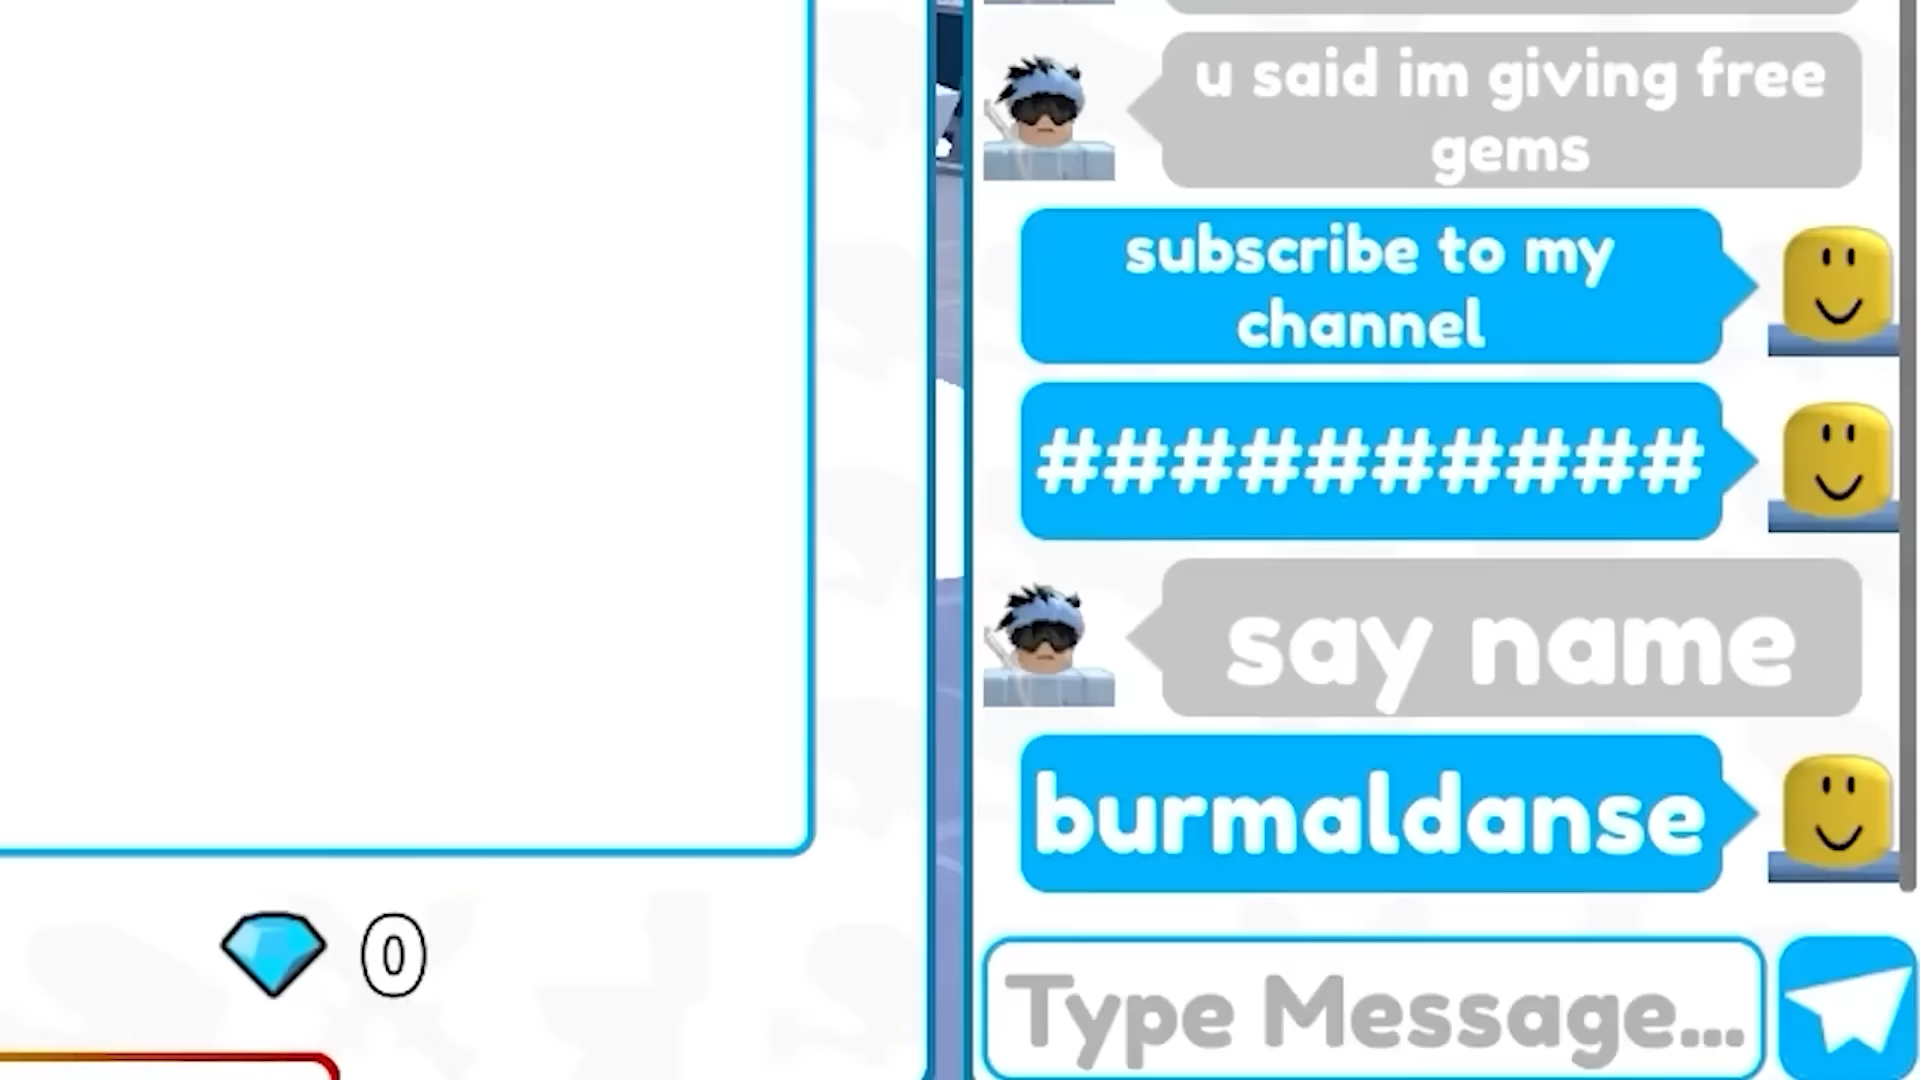 u said im giving free
gems
subscribe to my
channel
##########
say name
burmaldanse
0
Type Message...